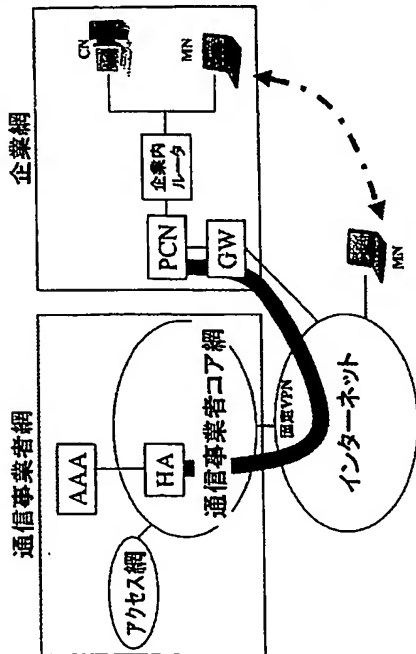 通信事業者網
AAA
HA
アクセス網
通信事業者コア網
企業網
PCN
GW
企業内
ルータ
CN
MN
固定VPN
インターネット
MN